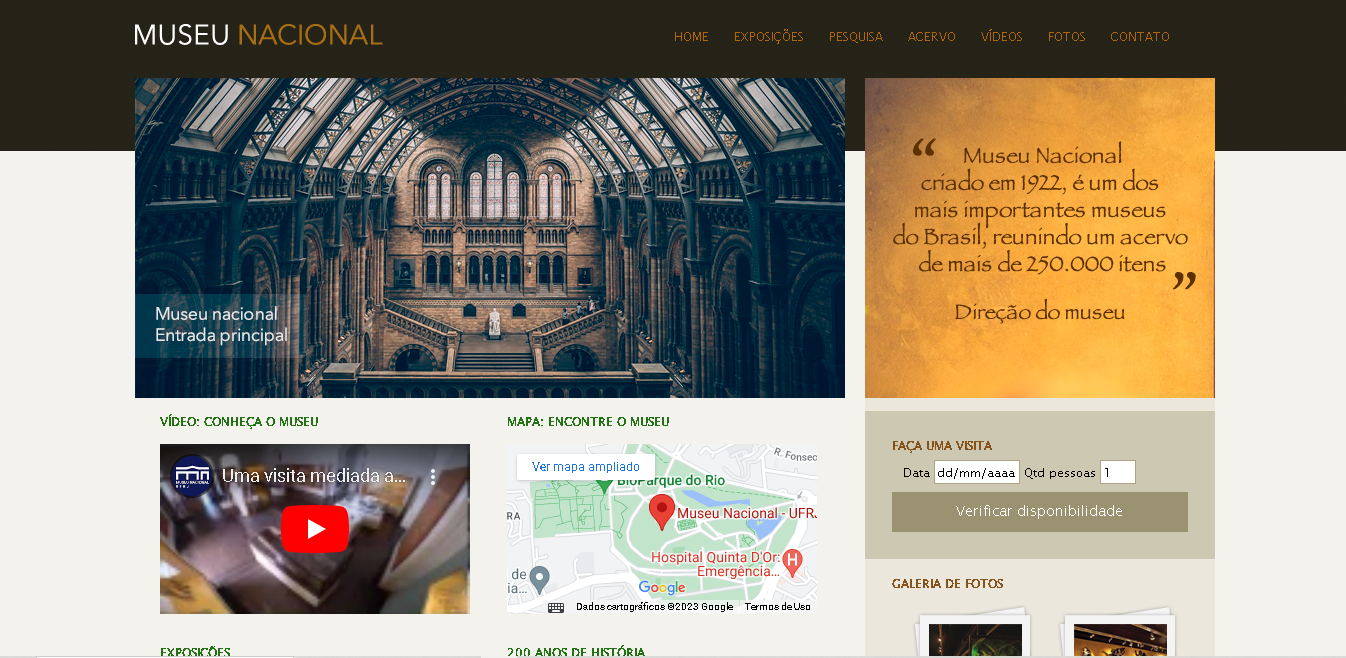 MUSEU NACIONAL
HOME EXPOSIÇÕES PESQUISA ACERVO VÍDEOS FOTOS CONTATO
Museu nacional
Entrada principal
“ Museu Nacional
criado em 1922, é um dos
mais importantes museus
do Brasil, reunindo um acervo
de mais de 250.000 itens ”
Direção do museu
VÍDEO: CONHEÇA O MUSEU
MUSEU NACIONAL
UFRJ
Uma visita mediada a...
MAPA: ENCONTRE O MUSEU
Ver mapa ampliado
R. Fonsec
BioParque do Rio
RA
Museu Nacional - UFRJ
Hospital Quinta D'Or:
Emergência...
de
ia...
Google
Dados cartográficos ©2023 Google Termos de Uso
FAÇA UMA VISITA
Data dd/mm/aaaa Qtd pessoas 1
Verificar disponibilidade
GALERIA DE FOTOS
EXPOSIÇÕES
200 ANOS DE HISTÓRIA